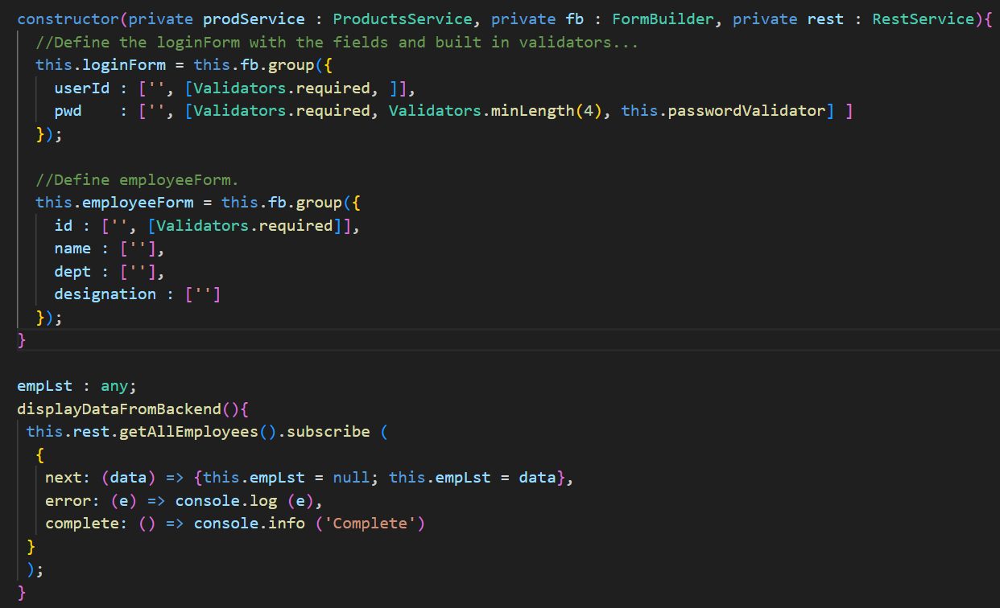 constructor(private prodService : ProductsService, private fb : FormBuilder, private rest : RestService){
  //Define the loginForm with the fields and built in validators...
  this.loginForm = this.fb.group({
    userId : ['', [Validators.required, ]],
    pwd    : ['', [Validators.required, Validators.minLength(4), this.passwordValidator] ]
  });

  //Define employeeForm.
  this.employeeForm = this.fb.group({
    id : ['', [Validators.required]],
    name : [''],
    dept : [''],
    designation : ['']
  });
}

empLst : any;
displayDataFromBackend(){
 this.rest.getAllEmployees().subscribe (
  {
   next: (data) => {this.empLst = null; this.empLst = data},
   error: (e) => console.log (e),
   complete: () => console.info ('Complete')
 }
 );
}